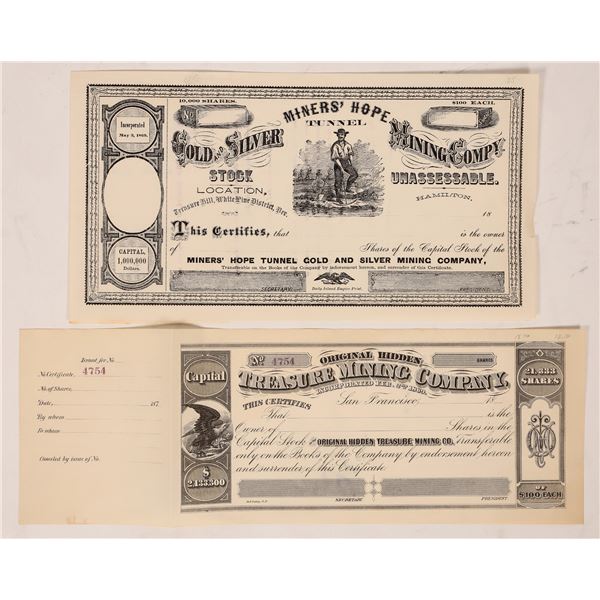 10,000 SHARES.
$100 EACH.
No.
MINERS' HOPE
TUNNEL
GOLD AND SILVER
MINING COMPY
STOCK
UNASSESSABLE.
LOCATION,
Treasure Hill, White Pine District, Nev.
HAMILTON,
18
Incorporated
May 3, 1869.
This Certifies, that
is the owner
of
Shares of the Capital Stock of the
MINERS' HOPE TUNNEL GOLD AND SILVER MINING COMPANY,
Transferable on the Books of the Company by indorsement hereon, and surrender of this Certificate.
CAPITAL,
1,000,000
Dollars.
SECRETARY.
Daily Inland Empire Print.
PRESIDENT.
No. Certificate,
4754
No. of Shares,
Date, 187
By whom
To whom
Canceled by issue of No.
No 4754
SHARES
ORIGINAL HIDDEN
TREASURE MINING COMPANY,
Capital
21,333
SHARES
THIS CERTIFIES
San Francisco, 18
That
is the
Owner of
Shares in the
Capital Stock of the ORIGINAL HIDDEN TREASURE MINING CO. Transferable
only on the Books of the Company by endorsement hereon
and surrender of this Certificate
$
2,133,300
OF
$100 EACH
SECRETARY
PRESIDENT